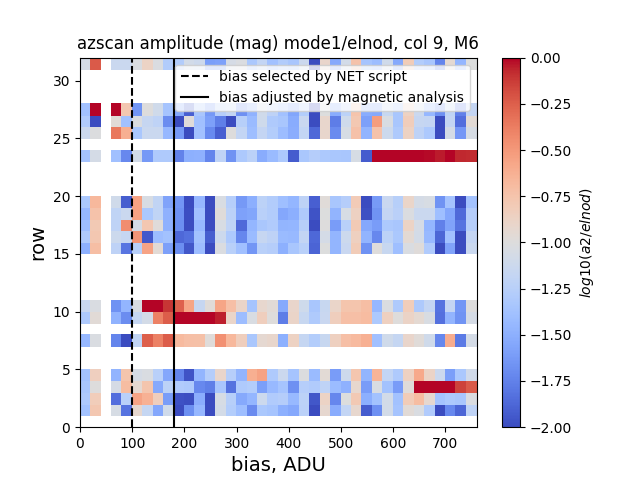 azscan amplitude (mag) mode1/elnod, col 9, M6
bias selected by NET script
bias adjusted by magnetic analysis
30
25
20
15
10
5
0
row
0 100 200 300 400 500 600 700
bias, ADU
0.00
−0.25
−0.50
−0.75
−1.00
−1.25
−1.50
−1.75
−2.00
log10(a2/elnod)